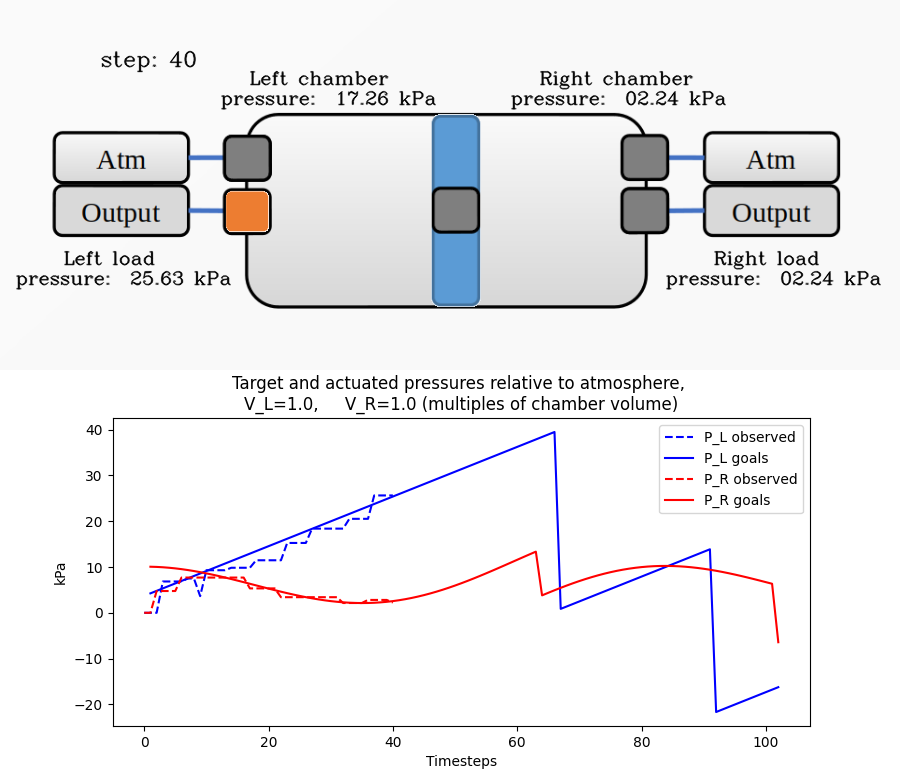 step: 40
Left chamber
pressure: 17.26 kPa
Right chamber
pressure: 02.24 kPa
Atm
Output
Atm
Output
Left load
pressure: 25.63 kPa
Right load
pressure: 02.24 kPa
Target and actuated pressures relative to atmosphere,
V_L=1.0, V_R=1.0 (multiples of chamber volume)
P_L observed
P_L goals
P_R observed
P_R goals
kPa
40
30
20
10
0
−10
−20
0 20 40 60 80 100
Timesteps